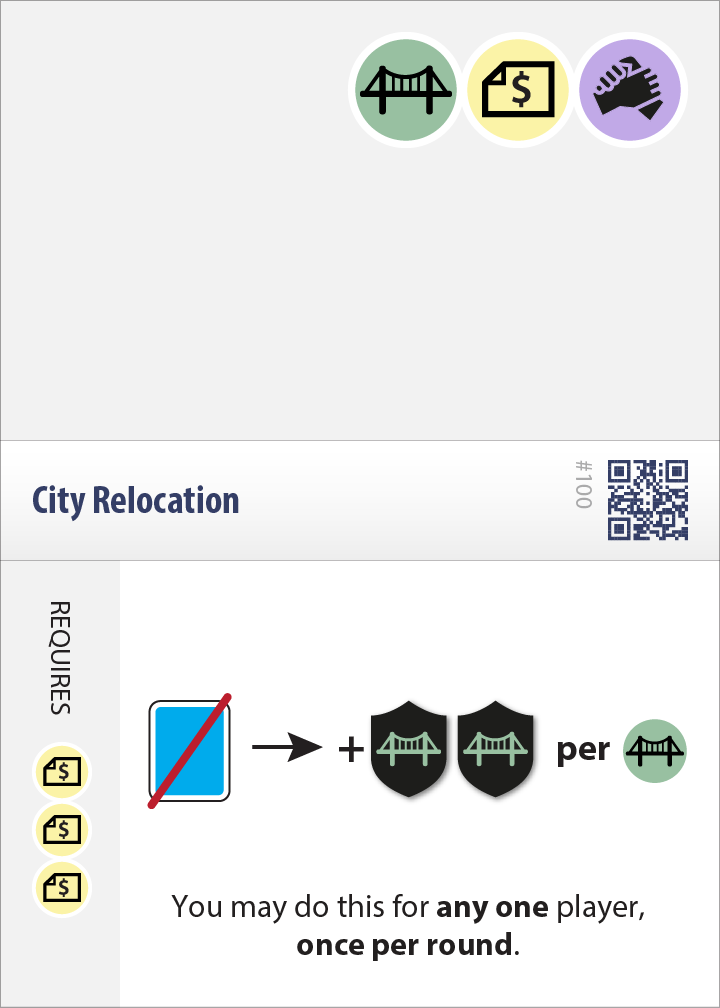 $
City Relocation
#100
REQUIRES
$
$
$
+ per
You may do this for any one player,
once per round.